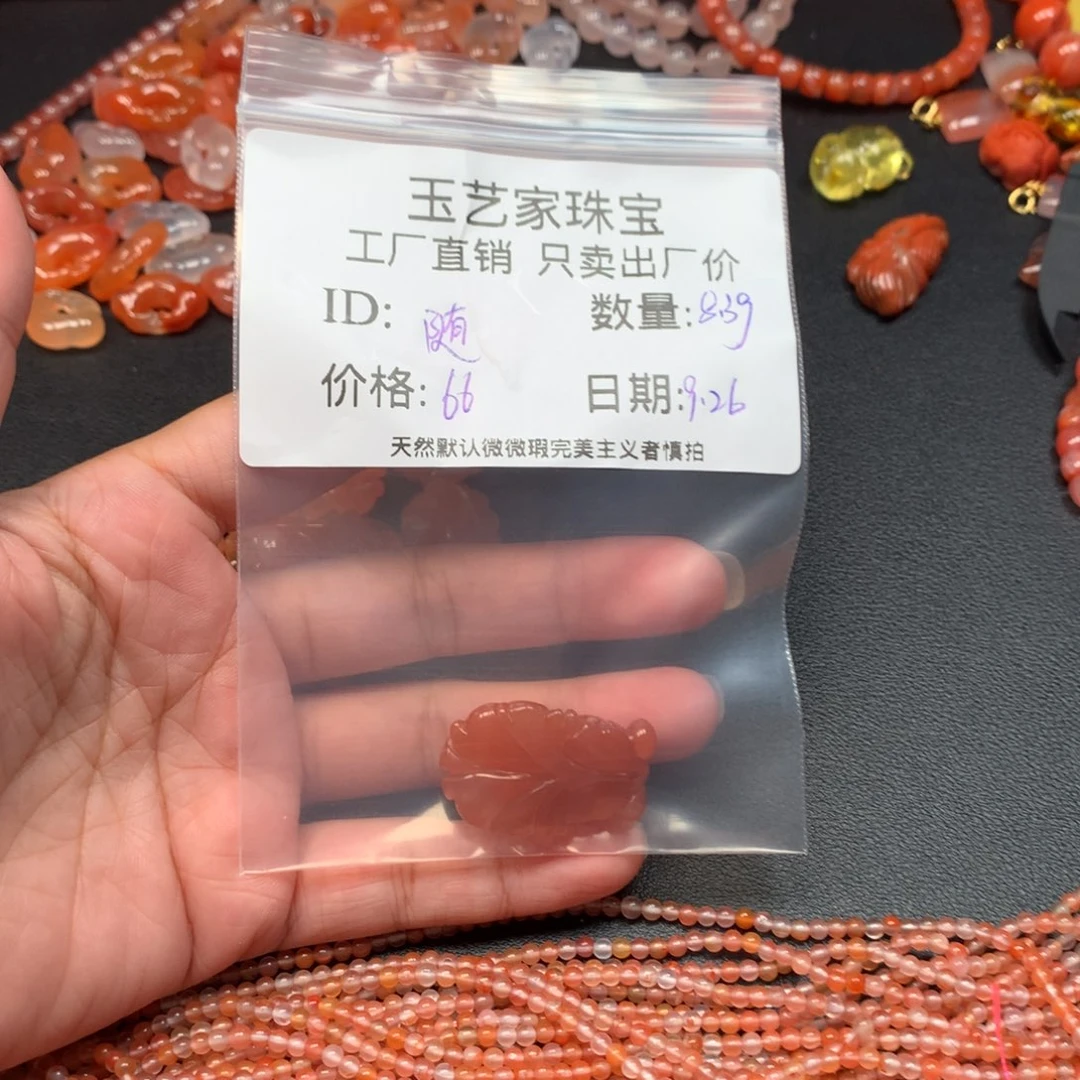 玉艺家珠宝
工厂直销 只卖出厂价
ID: 随 数量:8.39
价格: 66 日期:9.26
天然默认微微瑕完美主义者慎拍